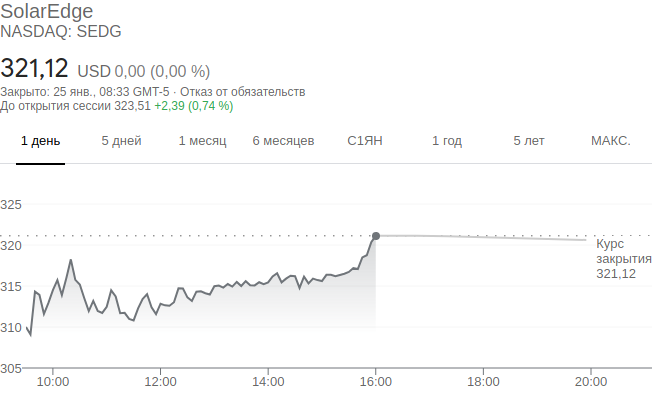 SolarEdge
NASDAQ: SEDG
321,12 USD 0,00 (0,00 %)
Закрыто: 25 янв., 08:33 GMT-5 · Отказ от обязательств
До открытия сессии 323,51 +2,39 (0,74 %)
1 день 5 дней 1 месяц 6 месяцев С1ЯН 1 год 5 лет МАКС.
325
320
315
310
305
Курс
закрытия
321,12
10:00 12:00 14:00 16:00 18:00 20:00